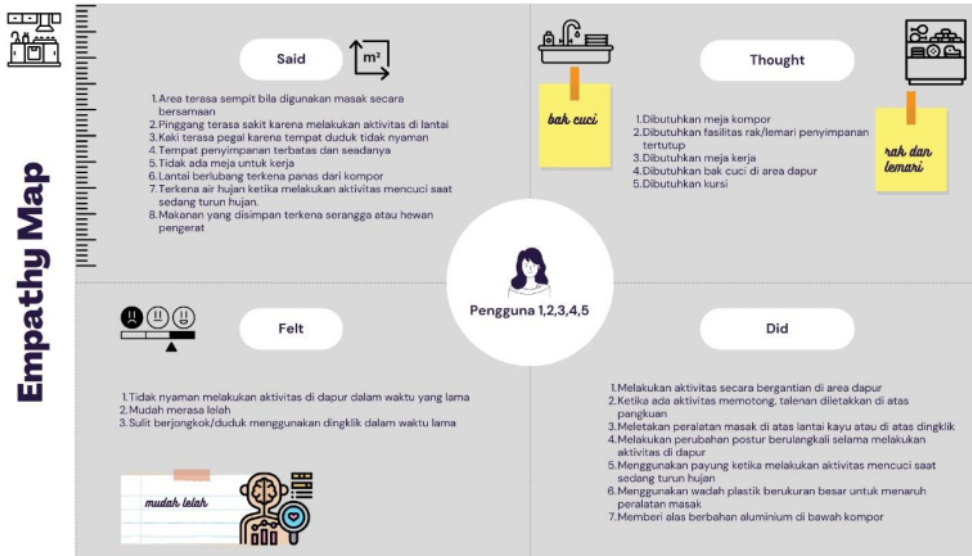 Empathy Map
Said
m²
1. Area terasa sempit bila digunakan masak secara
bersamaan
2. Pinggang terasa sakit karena melakukan aktivitas di lantai
3. Kaki terasa pegal karena tempat duduk tidak nyaman
4. Tempat penyimpanan terbatas dan seadanya
5. Tidak ada meja untuk kerja
6. Lantai berlubang terkena panas dari kompor
7. Terkena air hujan ketika melakukan aktivitas mencuci saat
sedang turun hujan.
8. Makanan yang disimpan terkena serangga atau hewan
pengerat
Thought
bak cuci
1. Dibutuhkan meja kompor
2. Dibutuhkan fasilitas rak/lemari penyimpanan
tertutup
3. Dibutuhkan meja kerja
4. Dibutuhkan bak cuci di area dapur
5. Dibutuhkan kursi
rak dan
lemari
Pengguna 1,2,3,4,5
Felt
1. Tidak nyaman melakukan aktivitas di dapur dalam waktu yang lama
2. Mudah merasa lelah
3. Sulit berjongkok/duduk menggunakan dingklik dalam waktu lama
mudah lelah
Did
1. Melakukan aktivitas secara bergantian di area dapur
2. Ketika ada aktivitas memotong, talenan diletakkan di atas
pangkuan
3. Meletakan peralatan masak di atas lantai kayu atau di atas dingklik
4. Melakukan perubahan postur berulangkali selama melakukan
aktivitas di dapur
5. Menggunakan payung ketika melakukan aktivitas mencuci saat
sedang turun hujan
6. Menggunakan wadah plastik berukuran besar untuk menaruh
peralatan masak
7. Memberi alas berbahan aluminium di bawah kompor